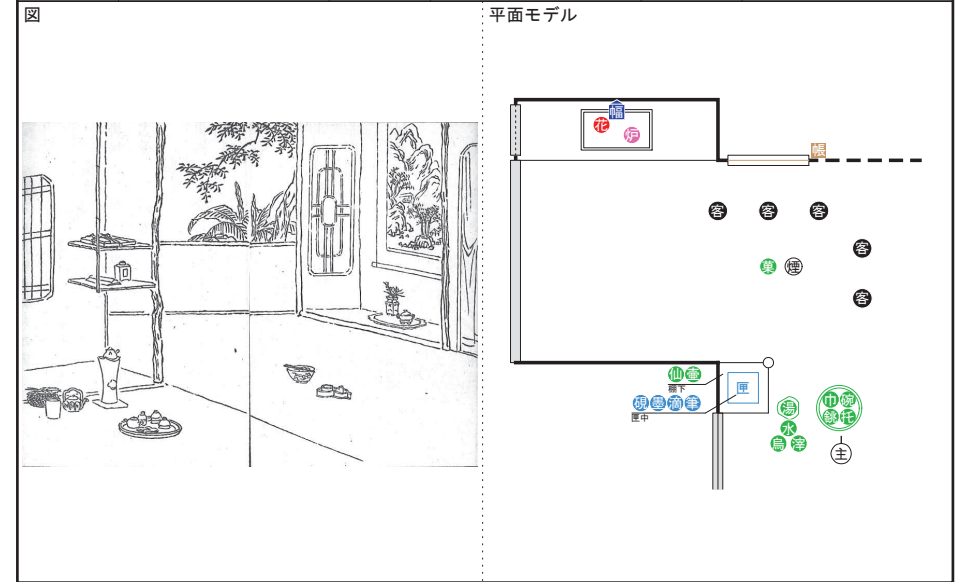 図
平面モデル
幅
花
炉
帳
客 客 客
客
菓 煙
客
仙 壷
棚下
匣
硯 墨 滴 筆
匣中
湯
巾 碗
銚 托
水
烏 滓
主